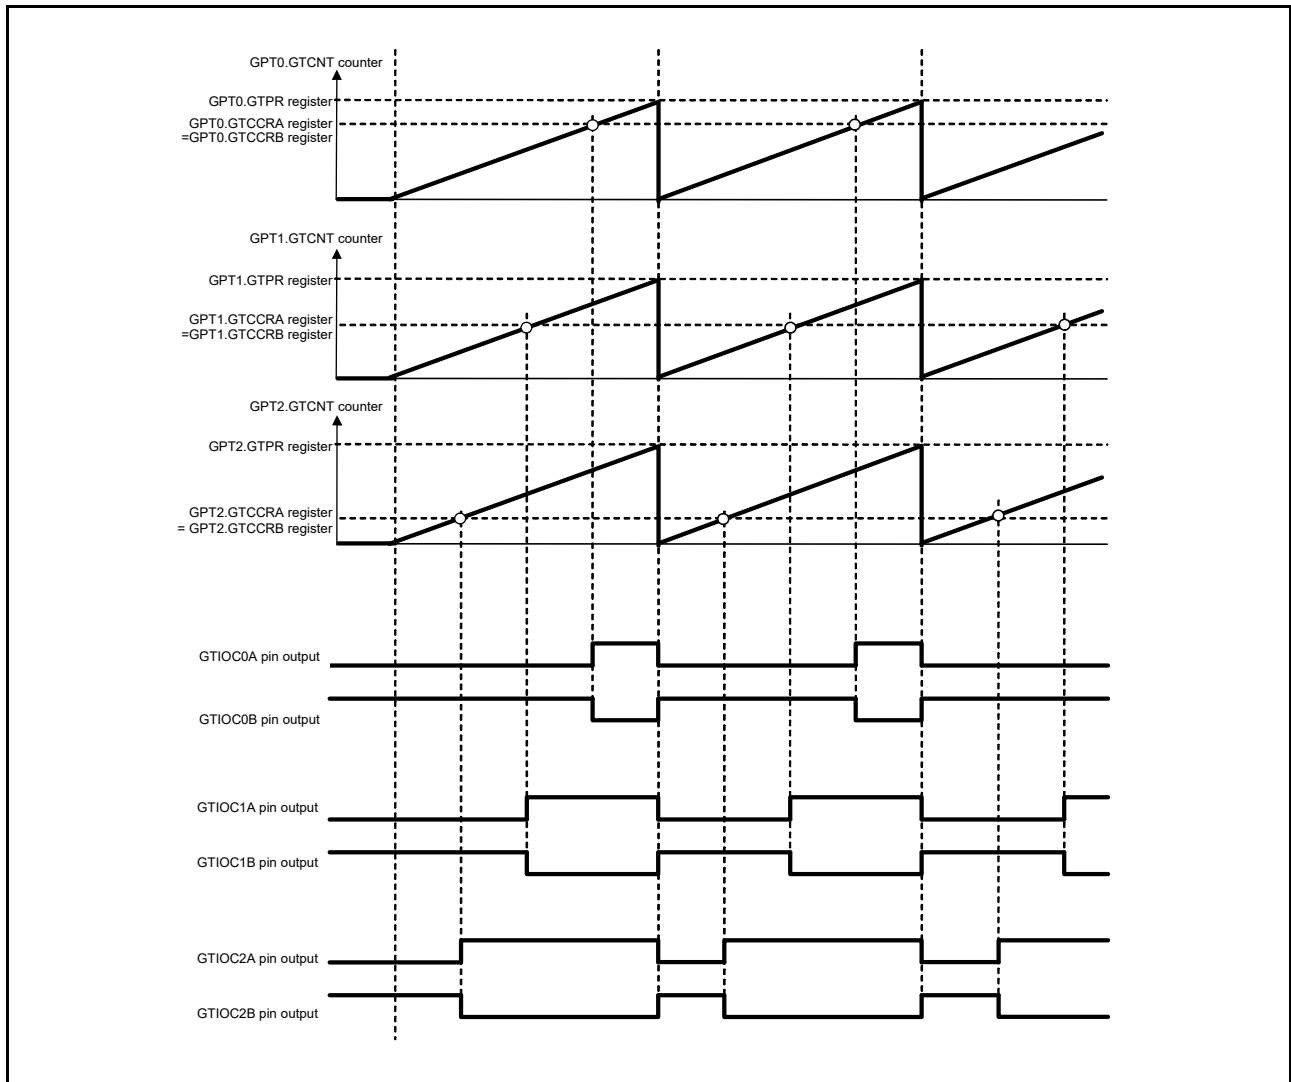 GPT0.GTCNT counter
GPT0.GTPR register
GPT0.GTCCRA register
=GPT0.GTCCRB register
GPT1.GTCNT counter
GPT1.GTPR register
GPT1.GTCCRA register
=GPT1.GTCCRB register
GPT2.GTCNT counter
GPT2.GTPR register
GPT2.GTCCRA register
= GPT2.GTCCRB register
GTIOC0A pin output
GTIOC0B pin output
GTIOC1A pin output
GTIOC1B pin output
GTIOC2A pin output
GTIOC2B pin output